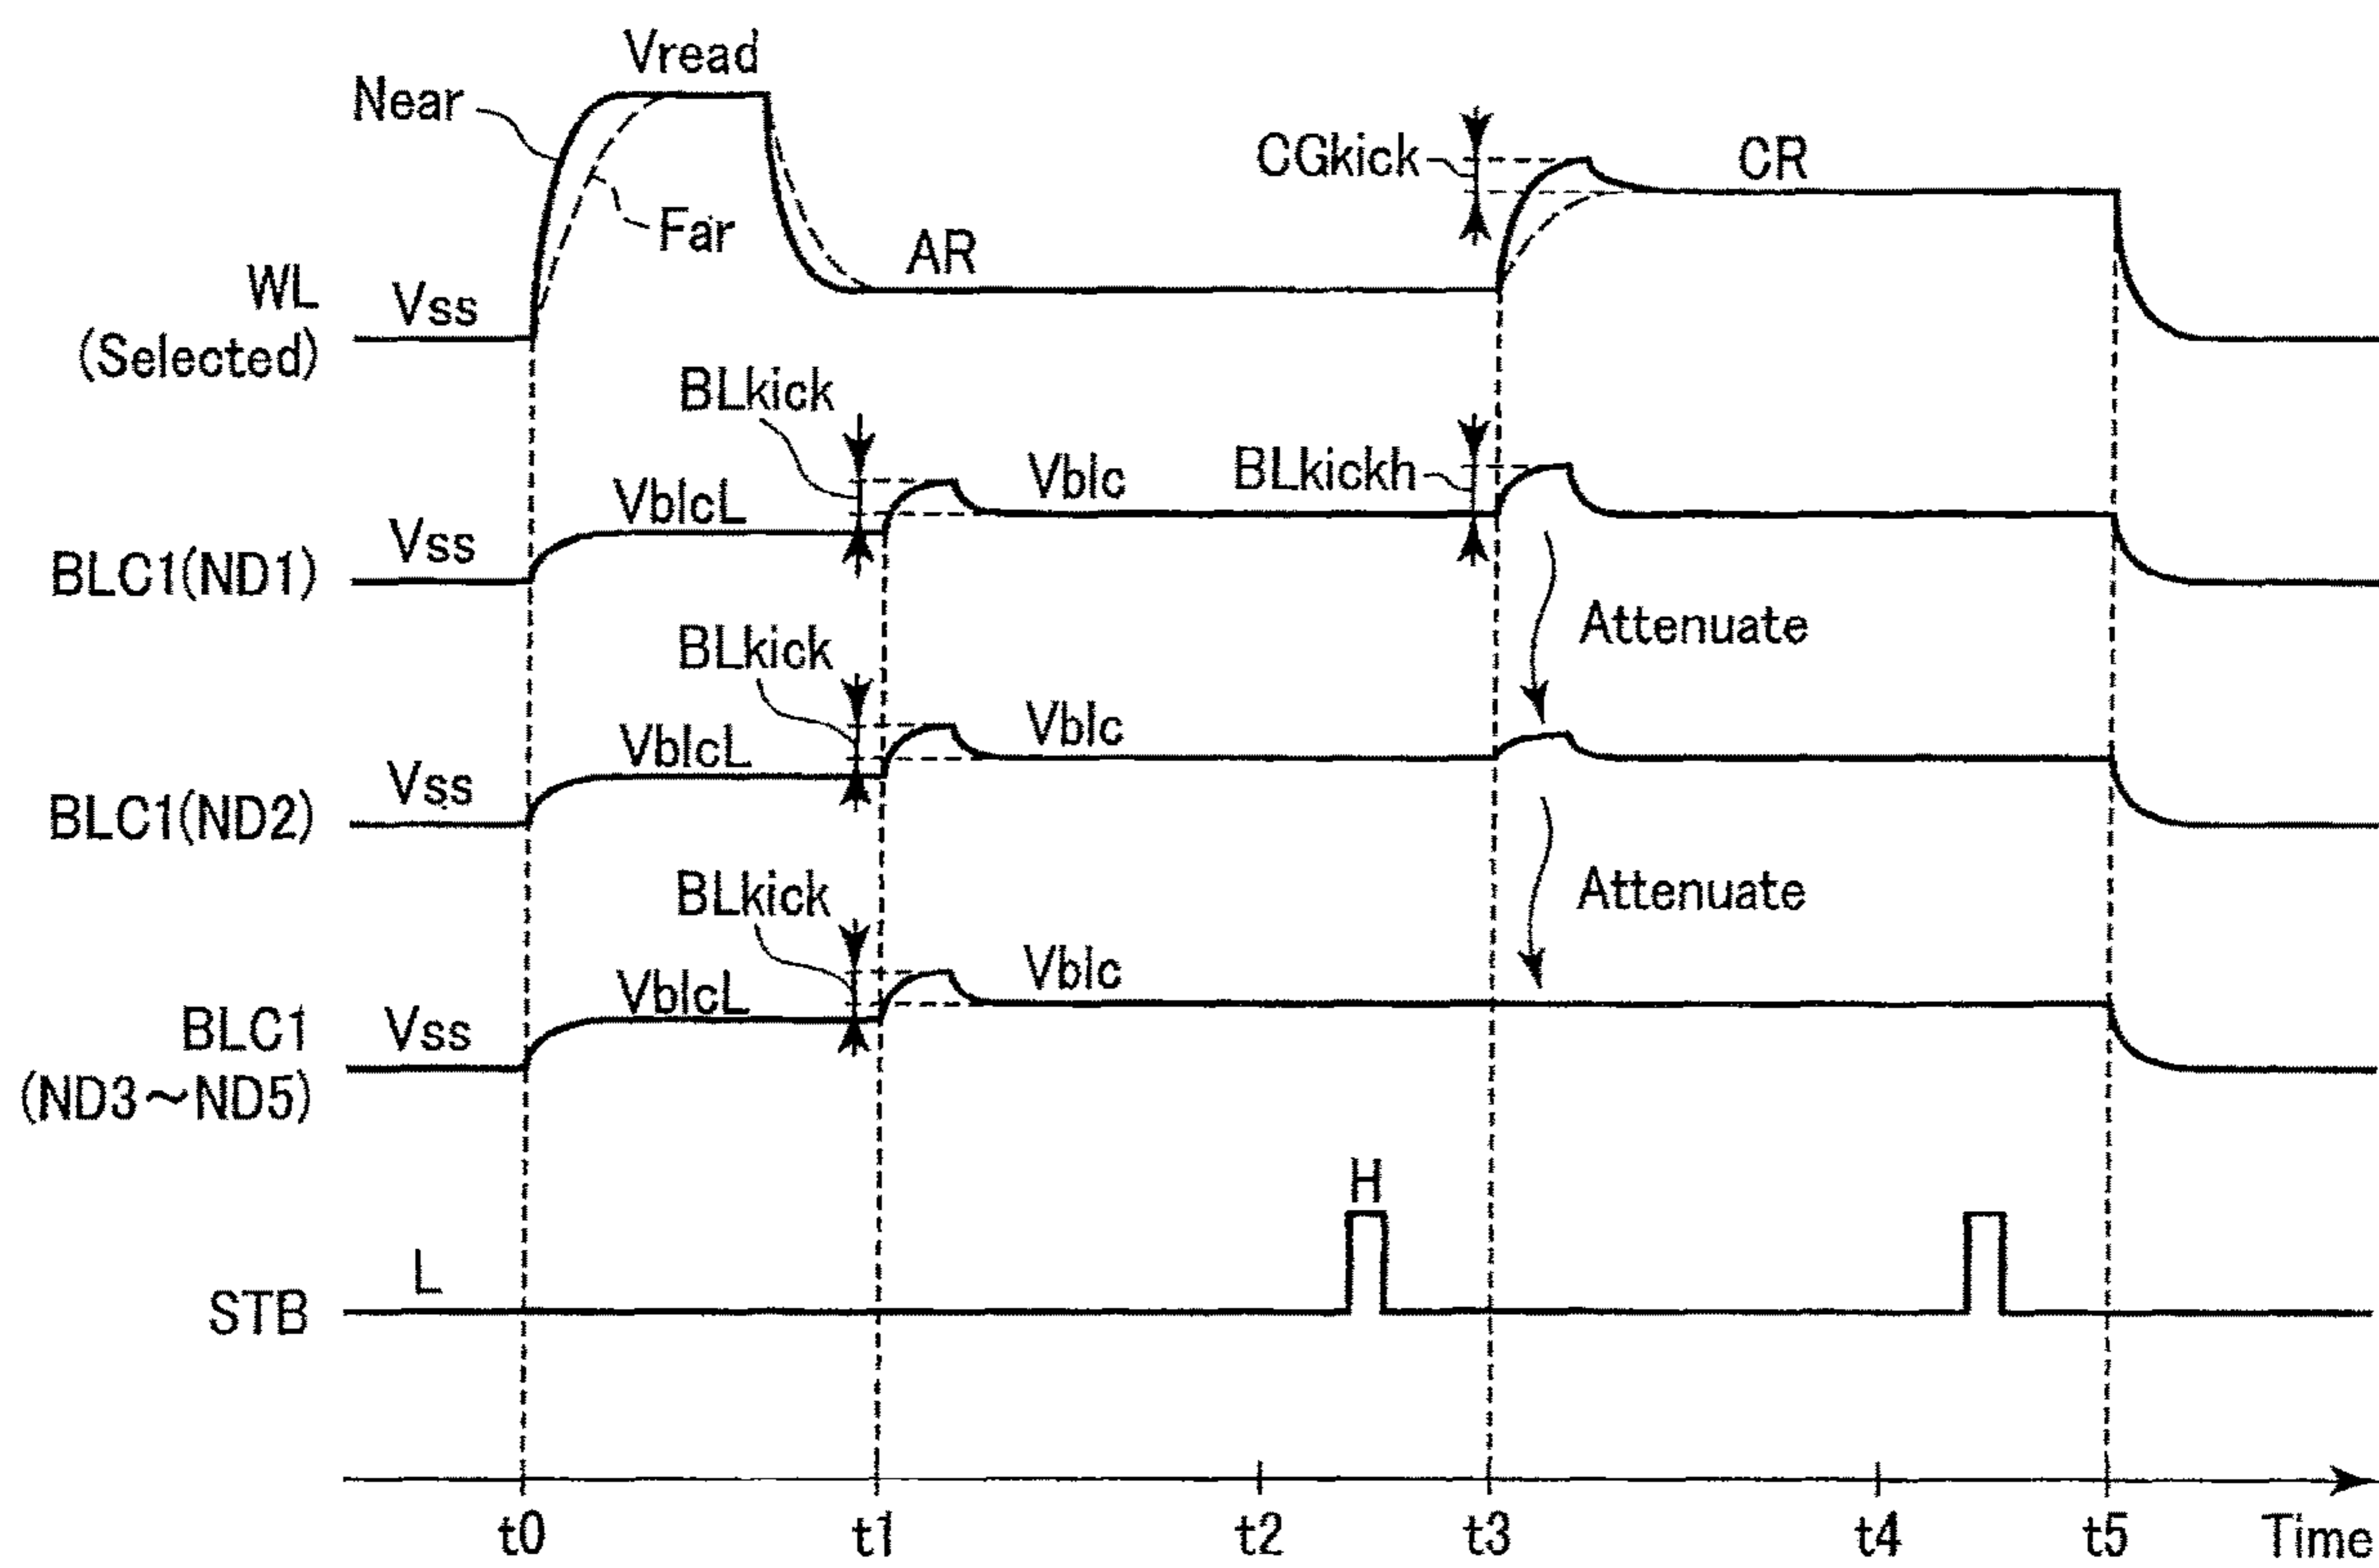 Vread
Near
CGkick
CR
Far
AR
WL
(Selected)
Vss
BLkick
VblcL
Vblc
BLkickh
Vss
BLC1(ND1)
Attenuate
BLkick
VblcL
Vblc
Vss
BLC1(ND2)
BLkick
Attenuate
VblcL
Vblc
BLC1
(ND3～ND5)
Vss
H
L
STB
t0
t1
t2
t3
t4
t5
Time